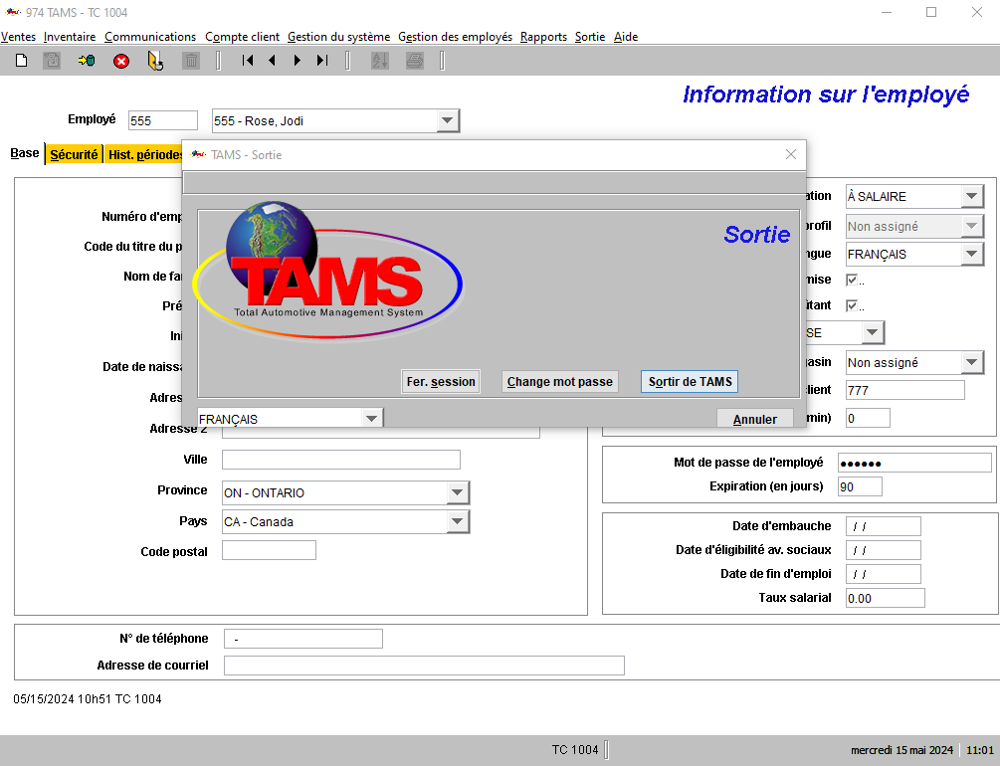 974 TAMS - TC 1004
Ventes Inventaire Communications Compte client Gestion du système Gestion des employés Rapports Sortie Aide
Information sur l'employé
Employé 555 555 - Rose, Jodi
Base Sécurité Hist. périodes
TAMS - Sortie
Sortie
TAMS
Total Automotive Management System
Fer. session Change mot passe Sortir de TAMS
FRANÇAIS
Annuler
Numéro d'emp
Code du titre du p
Nom de fa
Pré
Ini
Date de naissa
Adres
Adresse 2
Ville
Province ON - ONTARIO
Pays CA - Canada
Code postal
ation À SALAIRE
profil Non assigné
ngue FRANÇAIS
mise ..
ûtant ..
SE
asin Non assigné
client 777
min) 0
Mot de passe de l'employé ●●●●●●
Expiration (en jours) 90
Date d'embauche / /
Date d'éligibilité av. sociaux / /
Date de fin d'emploi / /
Taux salarial 0.00
N° de téléphone -
Adresse de courriel
05/15/2024 10h51 TC 1004
TC 1004
mercredi 15 mai 2024 11:01